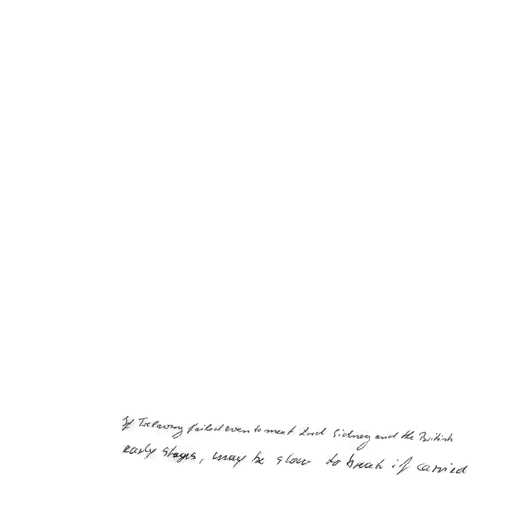 If Trelawny failed even to meet Lord Sidney and the British
early stages, may be slow to break if carried